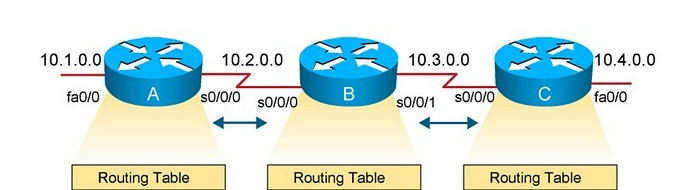 10.1.0.0 10.2.0.0 10.3.0.0 10.4.0.0
fa0/0 A s0/0/0 s0/0/0 B s0/0/1 s0/0/0 C fa0/0
Routing Table Routing Table Routing Table